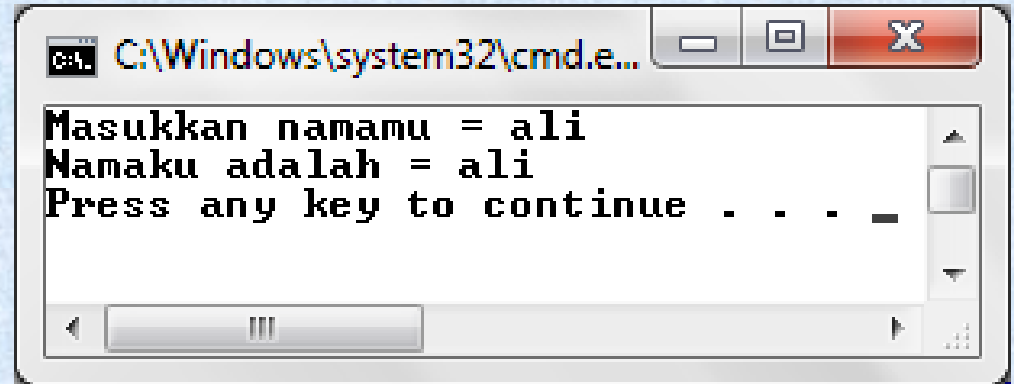 C:\Windows\system32\cmd.e...
Masukkan namamu = ali
Namaku adalah = ali
Press any key to continue . . . _